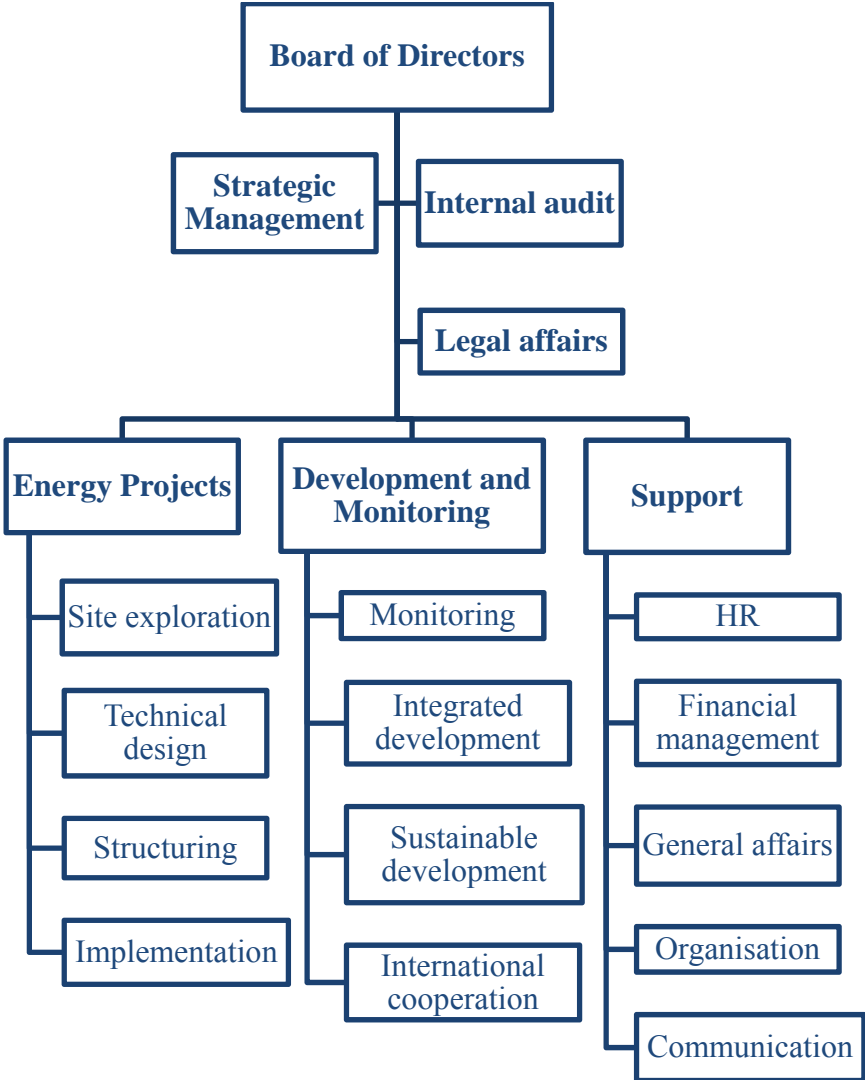 Board of Directors
Strategic
Management
Internal audit
Legal affairs
Energy Projects
Site exploration
Technical
design
Structuring
Implementation
Development and
Monitoring
Monitoring
Integrated
development
Sustainable
development
International
cooperation
Support
HR
Financial
management
General affairs
Organisation
Communication